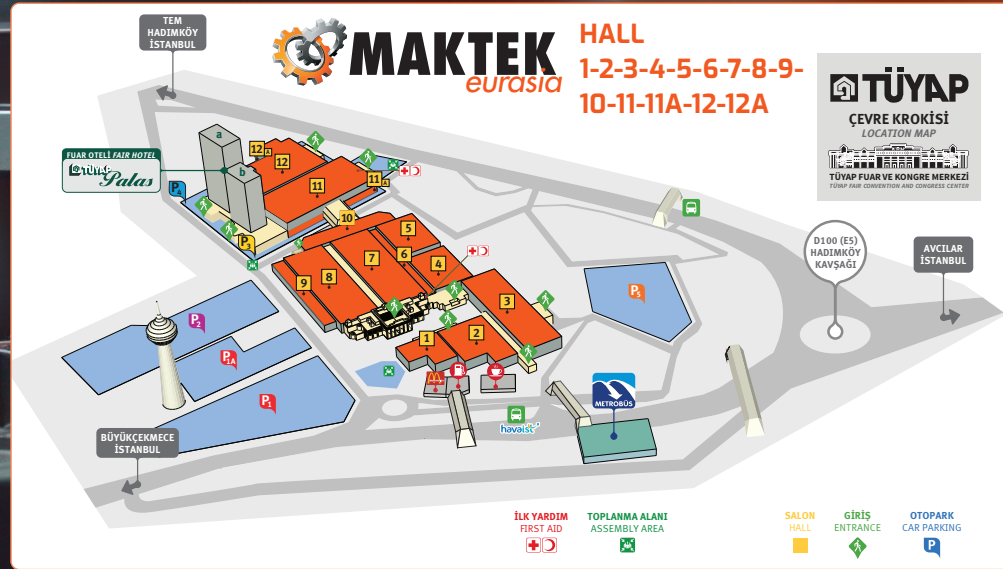 TEM
HADIMKÖY
İSTANBUL
MAKTEK
eurasia
HALL
1-2-3-4-5-6-7-8-9-
10-11-11A-12-12A
TÜYAP
ÇEVRE KROKİSİ
LOCATION MAP
TÜYAP FUAR VE KONGRE MERKEZİ
TÜYAP FAIR CONVENTION AND CONGRESS CENTER
FUAR OTELİ FAIR HOTEL
TÜYAP
Palas
a
b
12 A
12
11
11 A
10
P4
P3
5
6
7
4
8
9
3
2
1
P5
P2
P1A
P1
D100 (E5)
HADIMKÖY
KAVŞAĞI
AVCILAR
İSTANBUL
METROBÜS
havaist
BÜYÜKÇEKMECE
İSTANBUL
İLK YARDIM
FIRST AID
TOPLANMA ALANI
ASSEMBLY AREA
SALON
HALL
GİRİŞ
ENTRANCE
OTOPARK
CAR PARKING
P